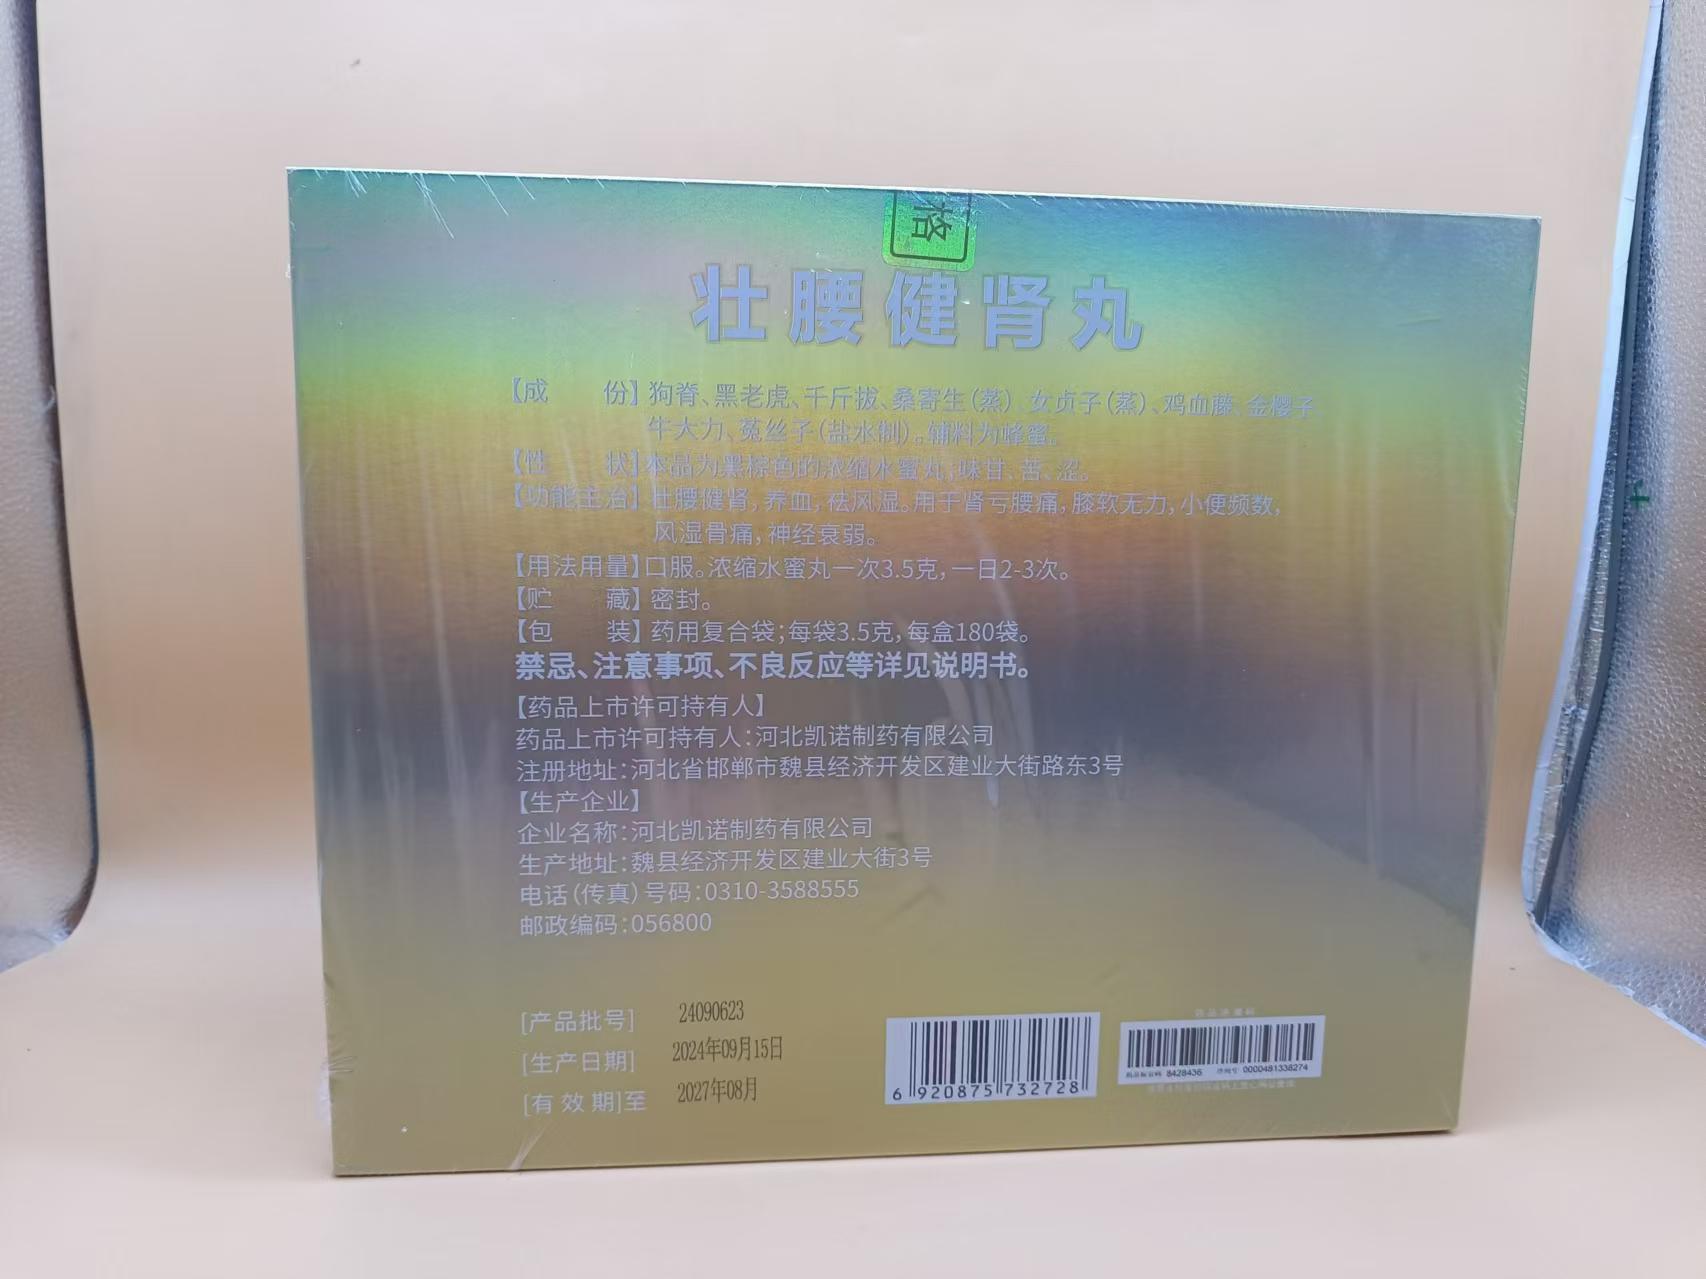 格
壮腰健肾丸
【成 份】狗脊、黑老虎、千斤拔、桑寄生(蒸)、女贞子(蒸)、鸡血藤、金樱子、
牛大力、菟丝子(盐水制)。辅料为蜂蜜。
【性 状】本品为黑棕色的浓缩水蜜丸;味甘、苦、涩。
【功能主治】壮腰健肾,养血,祛风湿。用于肾亏腰痛,膝软无力,小便频数,
风湿骨痛,神经衰弱。
【用法用量】口服。浓缩水蜜丸一次3.5克,一日2-3次。
【贮 藏】密封。
【包 装】药用复合袋;每袋3.5克,每盒180袋。
禁忌、注意事项、不良反应等详见说明书。
【药品上市许可持有人】
药品上市许可持有人:河北凯诺制药有限公司
注册地址:河北省邯郸市魏县经济开发区建业大街路东3号
【生产企业】
企业名称:河北凯诺制药有限公司
生产地址:魏县经济开发区建业大街3号
电话(传真)号码:0310-3588555
邮政编码:056800
[产品批号] 24090623
[生产日期] 2024年09月15日
[有效期]至 2027年08月
6 920875 732728
药品追溯码
药品标识码: 8428436 序列号: 0000481338274